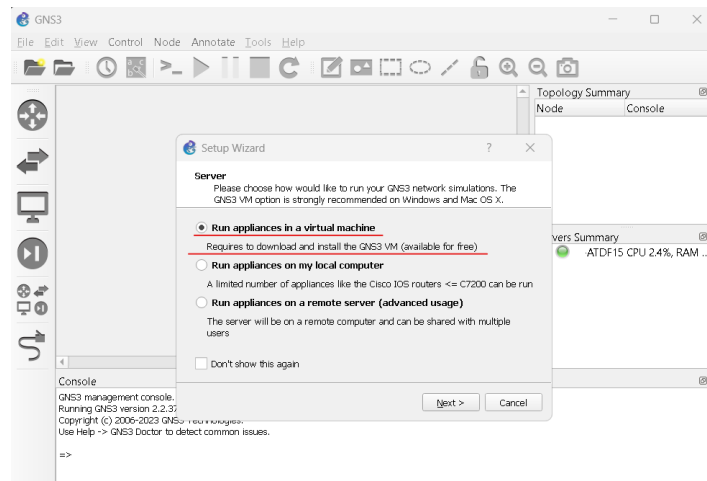 GNS3
File Edit View Control Node Annotate Tools Help
Topology Summary
Node Console
Setup Wizard ?
Server
Please choose how would like to run your GNS3 network simulations. The
GNS3 VM option is strongly recommended on Windows and Mac OS X.
Run appliances in a virtual machine
Requires to download and install the GNS3 VM (available for free)
Run appliances on my local computer
A limited number of appliances like the Cisco IOS routers <= C7200 can be run
Run appliances on a remote server (advanced usage)
The server will be on a remote computer and can be shared with multiple
users
Don't show this again
Next > Cancel
vers Summary
ATDF15 CPU 2.4%, RAM ..
Console
GNS3 management console.
Running GNS3 version 2.2.37
Copyright (c) 2006-2023 GNS3 Technologies.
Use Help -> GNS3 Doctor to detect common issues.
=>